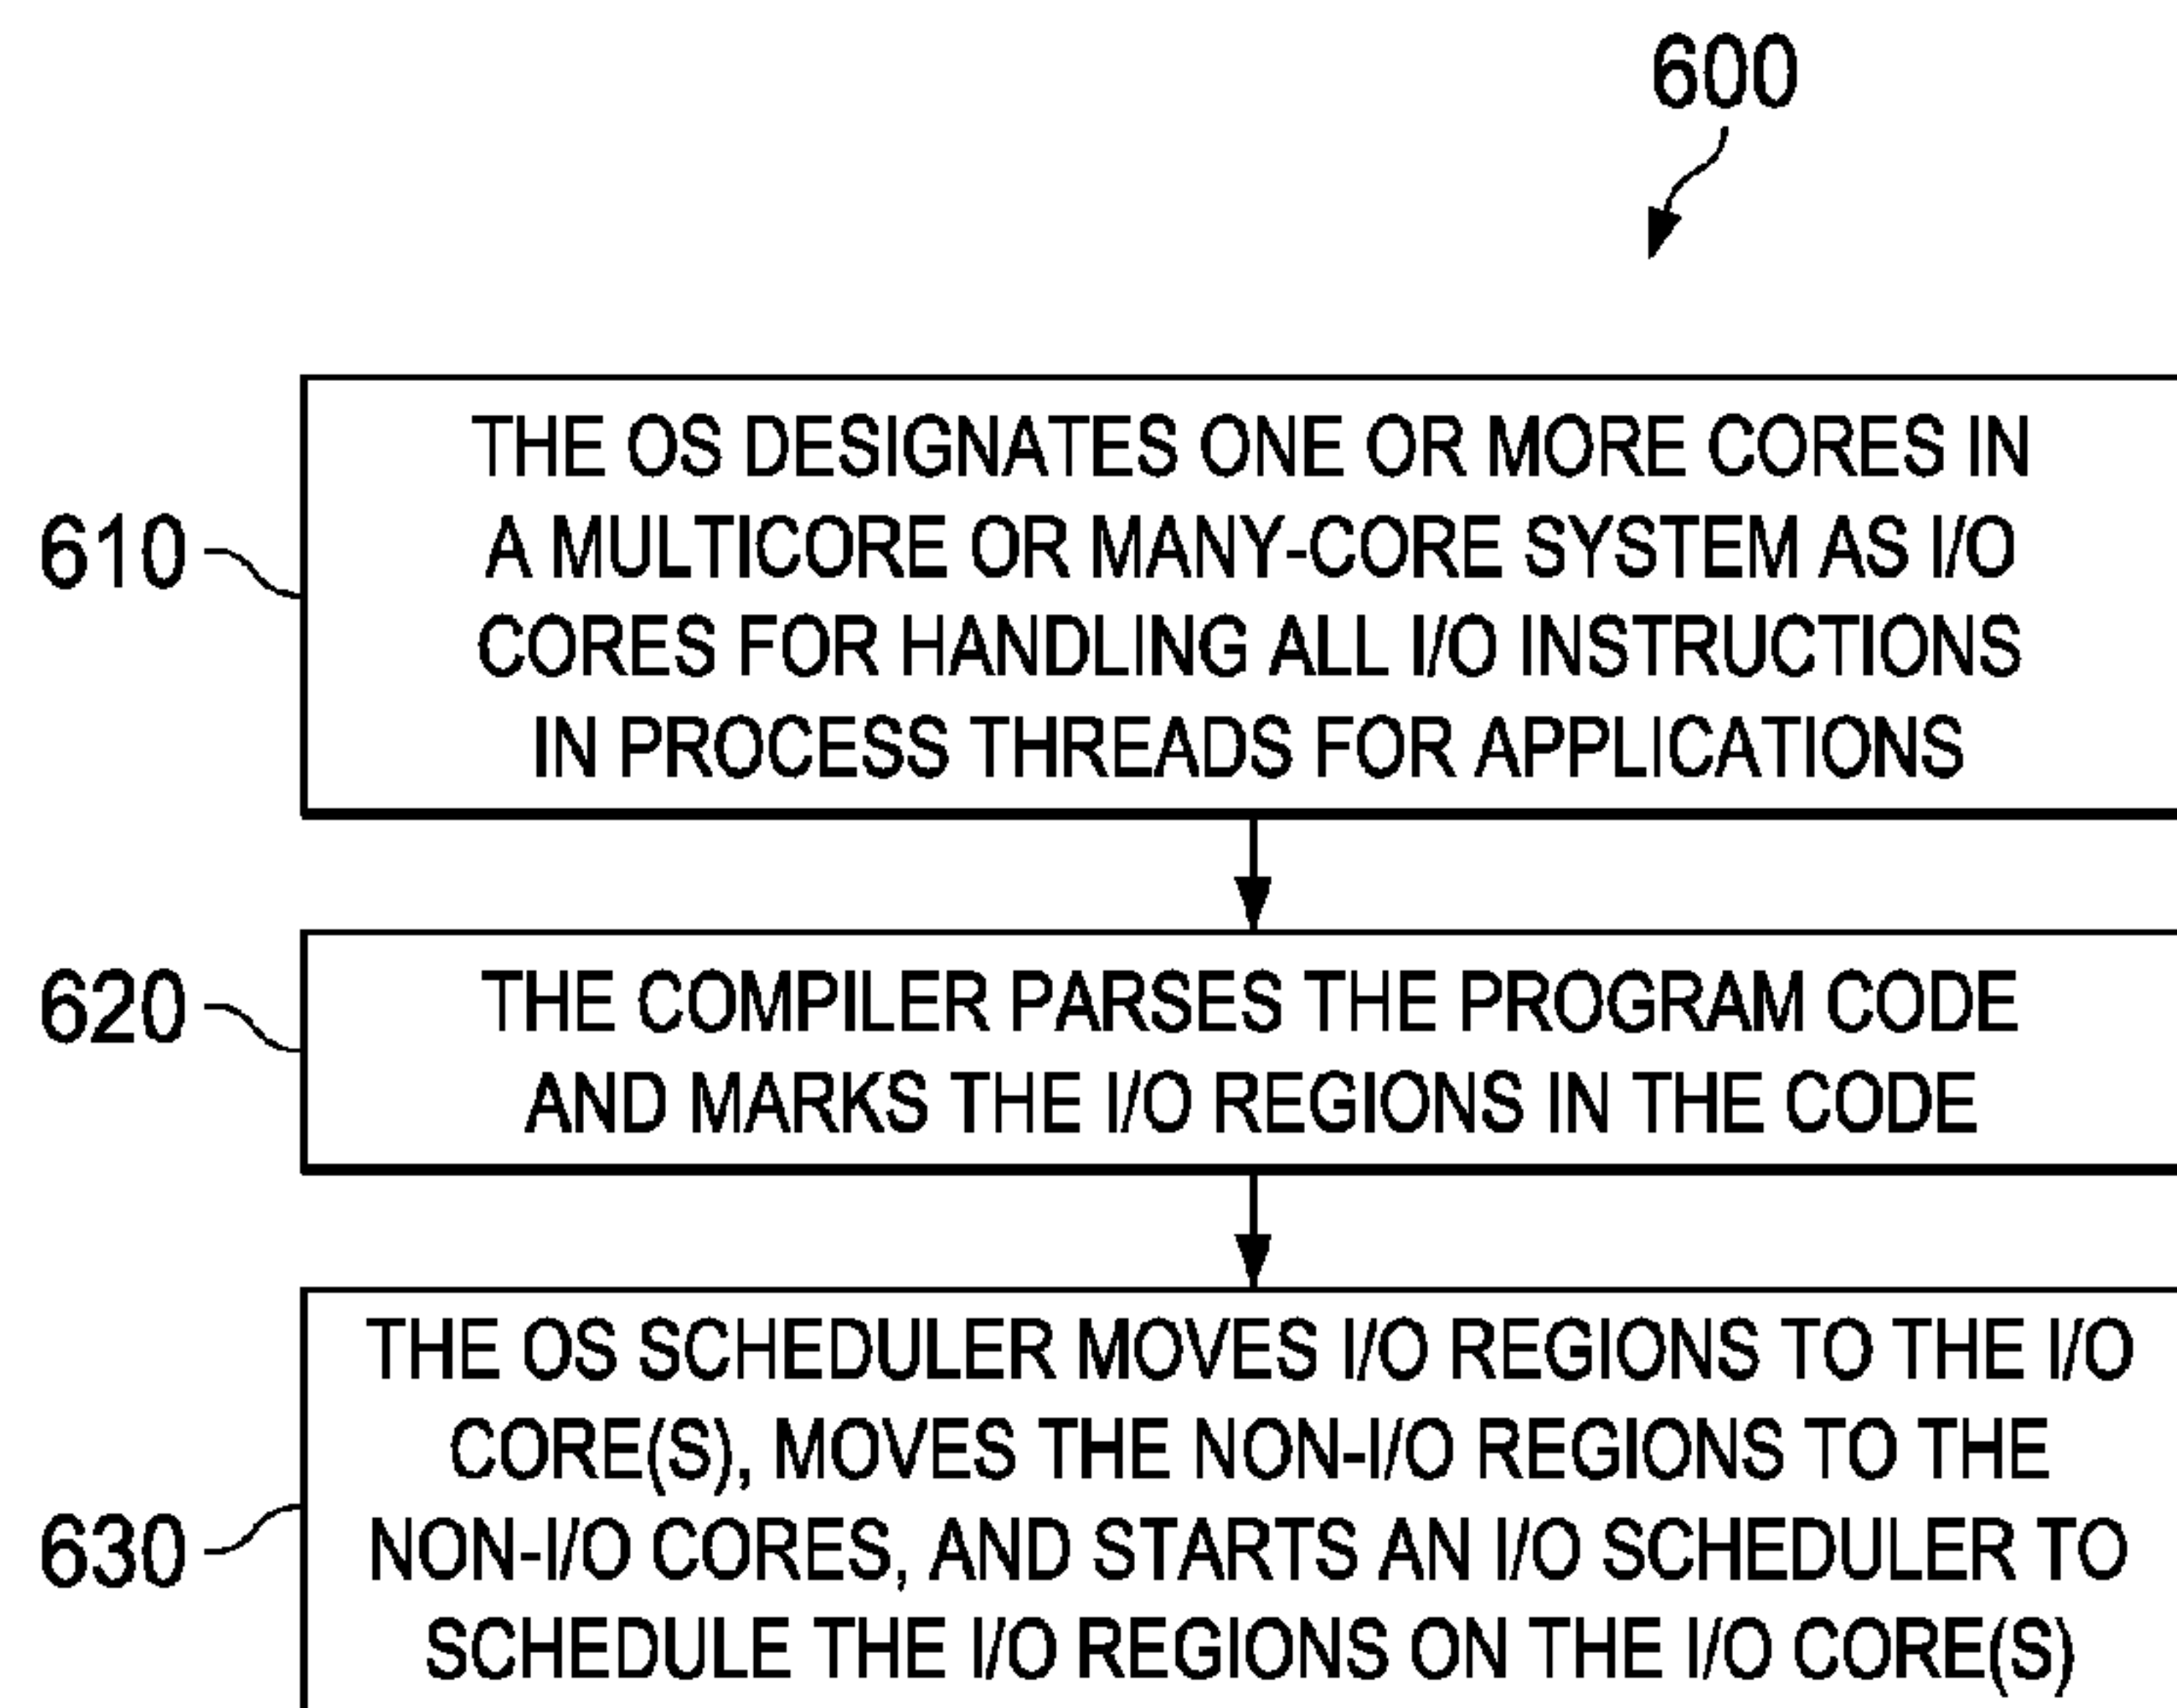 600
610
THE OS DESIGNATES ONE OR MORE CORES IN
A MULTICORE OR MANY-CORE SYSTEM AS I/O
CORES FOR HANDLING ALL I/O INSTRUCTIONS
IN PROCESS THREADS FOR APPLICATIONS
620
THE COMPILER PARSES THE PROGRAM CODE
AND MARKS THE I/O REGIONS IN THE CODE
630
THE OS SCHEDULER MOVES I/O REGIONS TO THE I/O
CORE(S), MOVES THE NON-I/O REGIONS TO THE
NON-I/O CORES, AND STARTS AN I/O SCHEDULER TO
SCHEDULE THE I/O REGIONS ON THE I/O CORE(S)